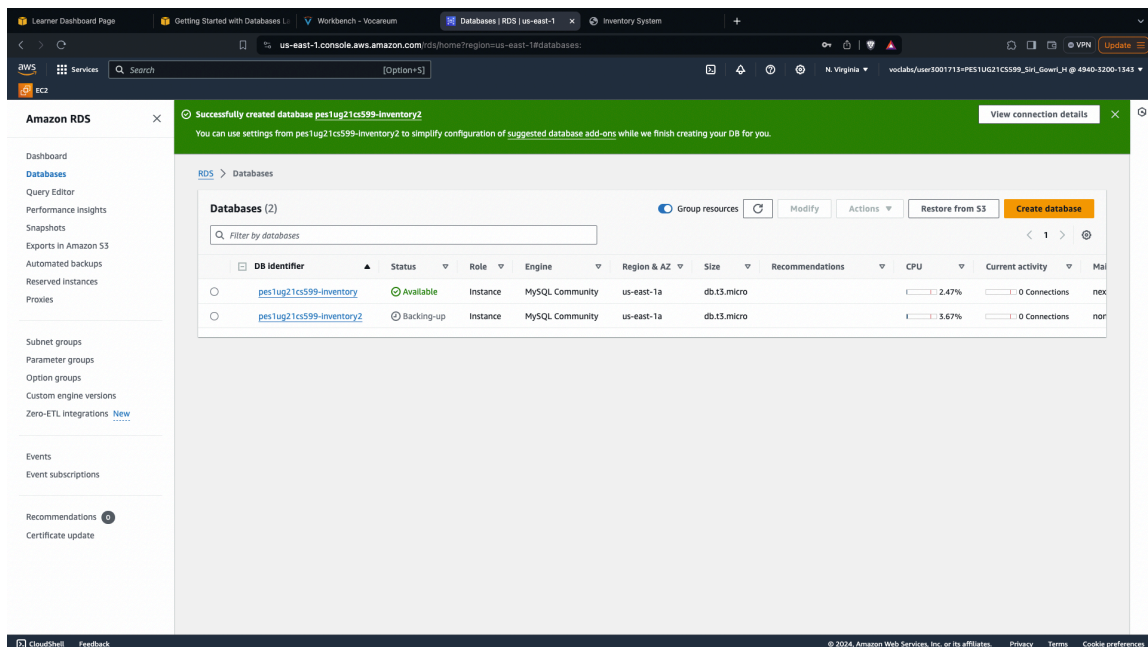 Learner Dashboard Page
Getting Started with Databases La
Workbench - Vocareum
Databases | RDS | us-east-1
Inventory System
us-east-1.console.aws.amazon.com/rds/home?region=us-east-1#databases:
VPN
Update
aws
Services
Search
[Option+S]
N. Virginia
voclabs/user3001713=PES1UG21CS599_Siri_Gowri_H @ 4940-3200-1343
EC2
Amazon RDS
Dashboard
Databases
Query Editor
Performance insights
Snapshots
Exports in Amazon S3
Automated backups
Reserved instances
Proxies
Subnet groups
Parameter groups
Option groups
Custom engine versions
Zero-ETL integrations New
Events
Event subscriptions
Recommendations 0
Certificate update
Successfully created database pes1ug21cs599-inventory2
You can use settings from pes1ug21cs599-inventory2 to simplify configuration of suggested database add-ons while we finish creating your DB for you.
View connection details
RDS > Databases
Databases (2)
Group resources
Modify
Actions
Restore from S3
Create database
Filter by databases
1
DB identifier Status Role Engine Region & AZ Size Recommendations CPU Current activity Mai
pes1ug21cs599-inventory Available Instance MySQL Community us-east-1a db.t3.micro 2.47% 0 Connections nex
pes1ug21cs599-inventory2 Backing-up Instance MySQL Community us-east-1a db.t3.micro 3.67% 0 Connections nor
CloudShell Feedback
© 2024, Amazon Web Services, Inc. or its affiliates. Privacy Terms Cookie preferences